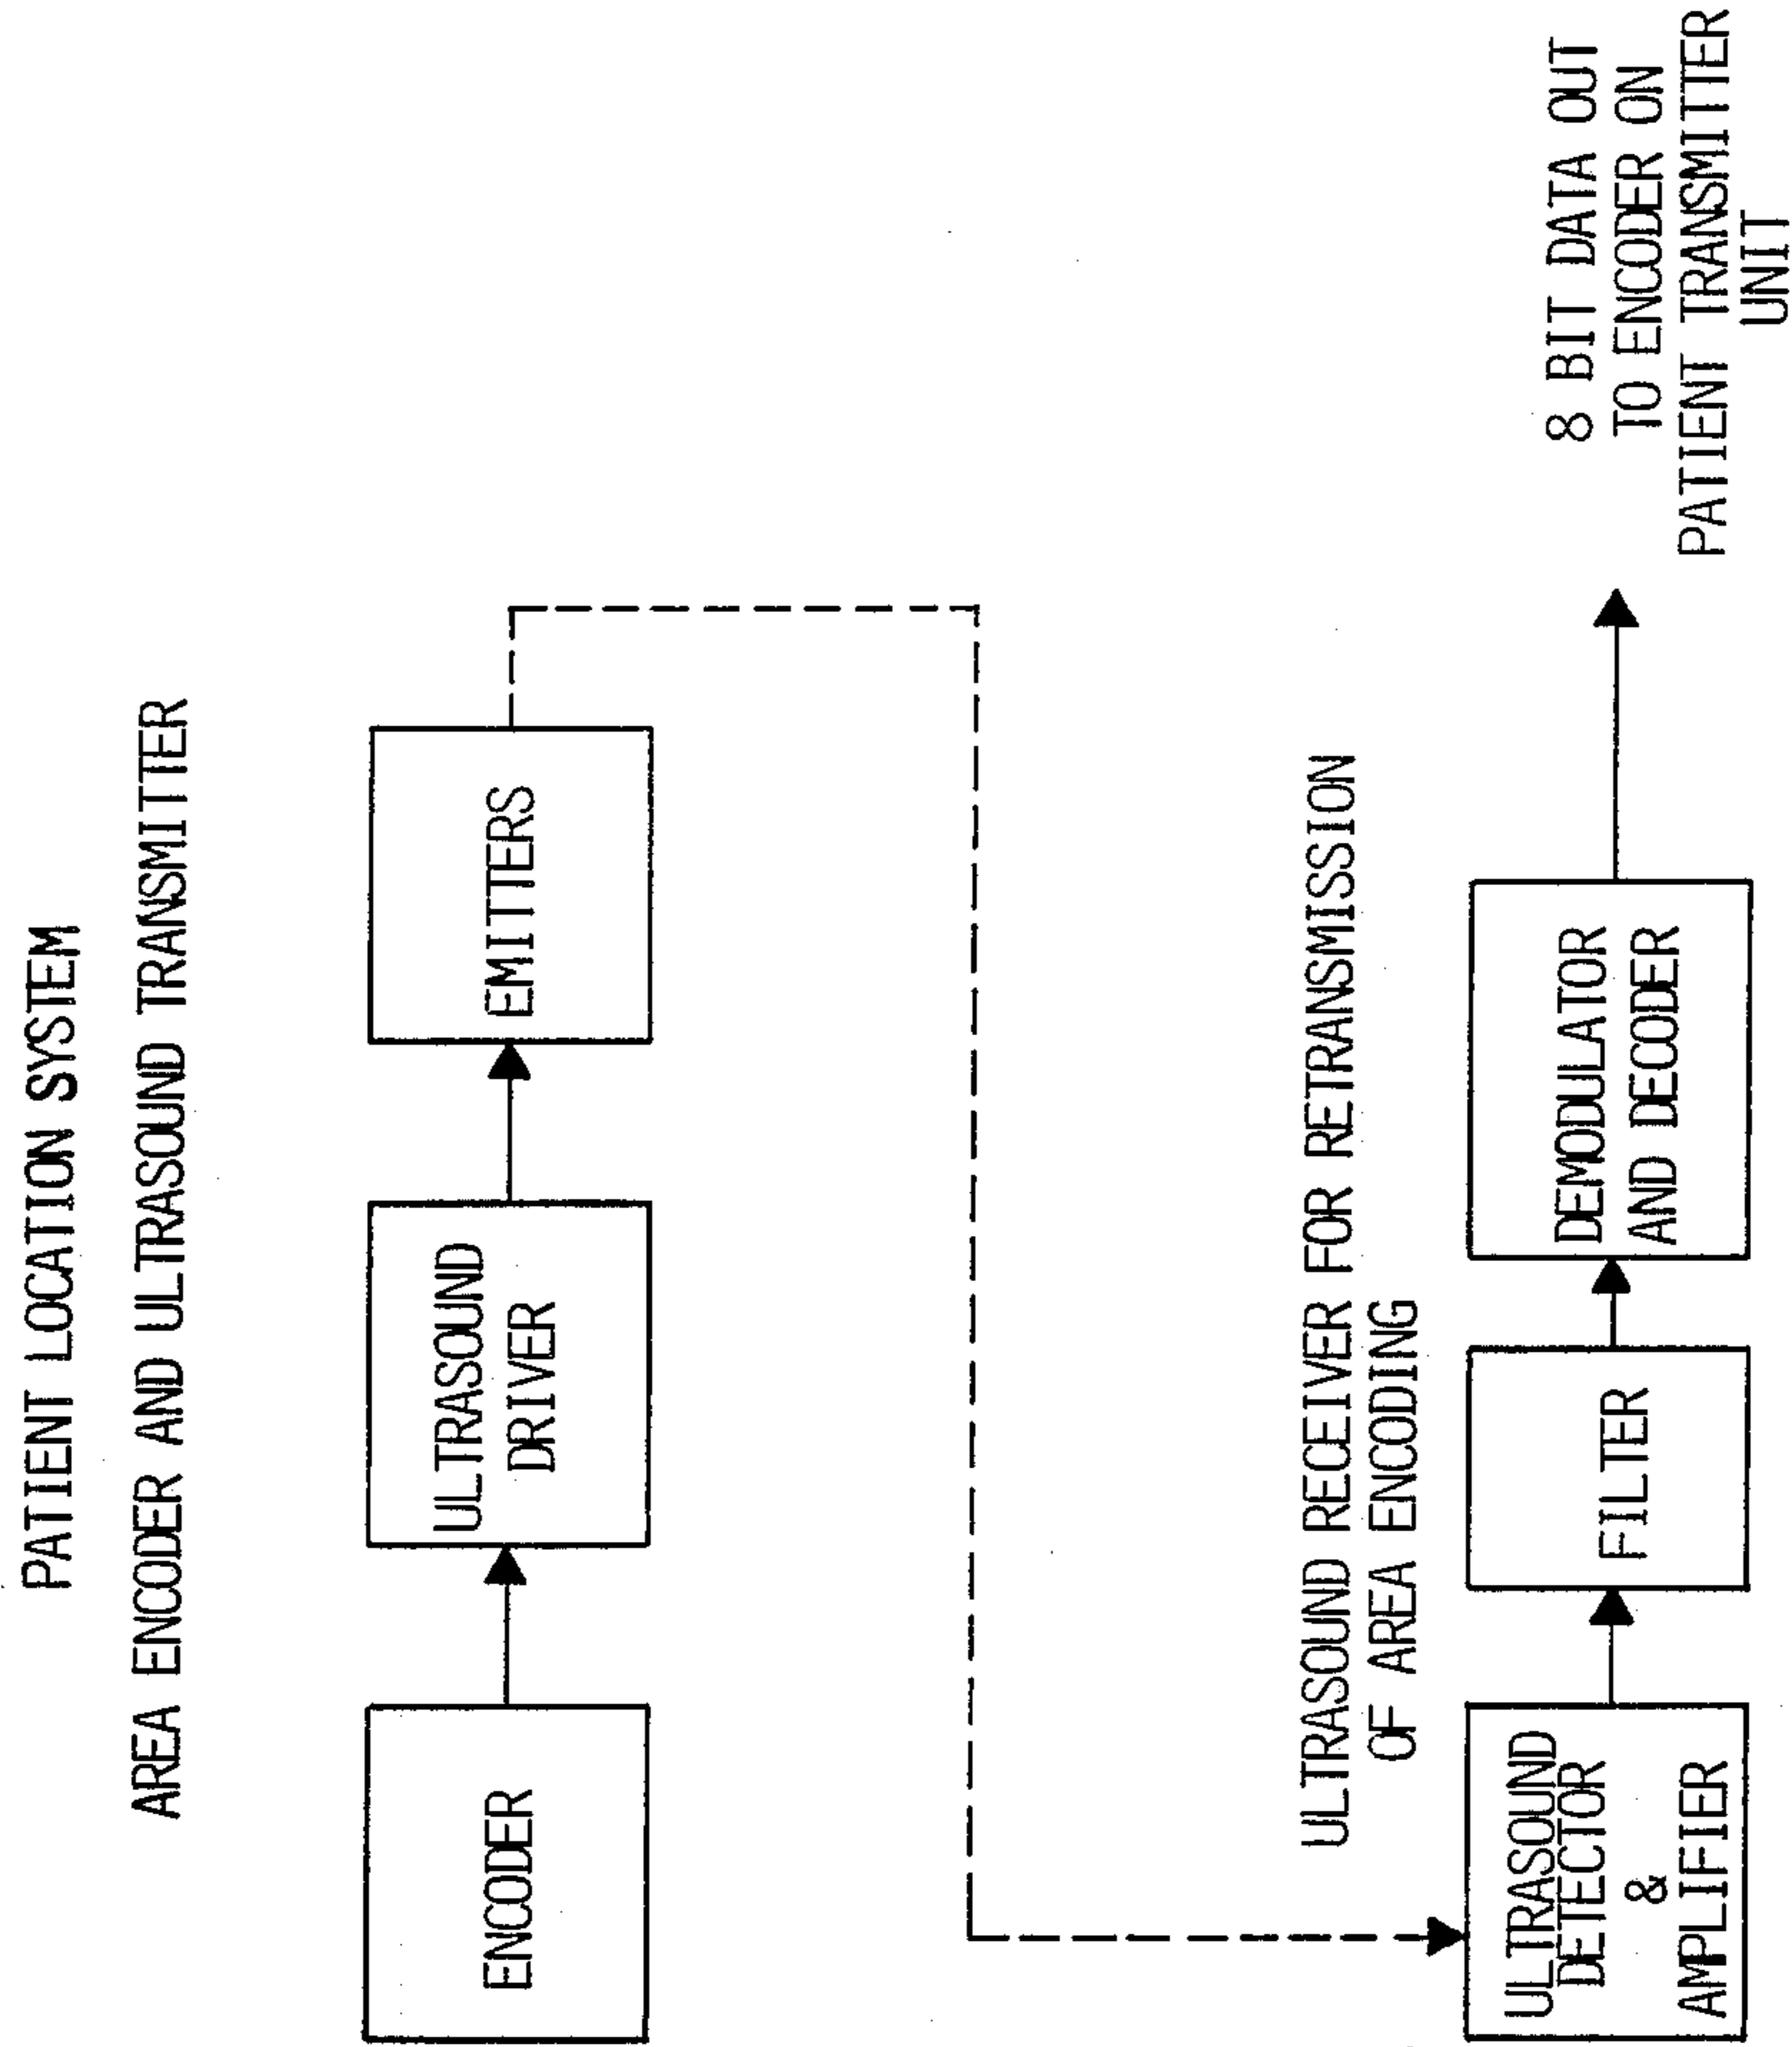 PATIENT LOCATION SYSTEM
AREA ENCODER AND ULTRASOUND TRANSMITTER
ENCODER
ULTRASOUND
DRIVER
EMITTERS
ULTRASOUND RECEIVER FOR RETRANSMISSION
OF AREA ENCODING
ULTRASOUND
DETECTOR
&
AMPLIFIER
FILTER
DEMODULATOR
AND DECODER
8 BIT DATA OUT
TO ENCODER ON
PATIENT TRANSMITTER
UNIT